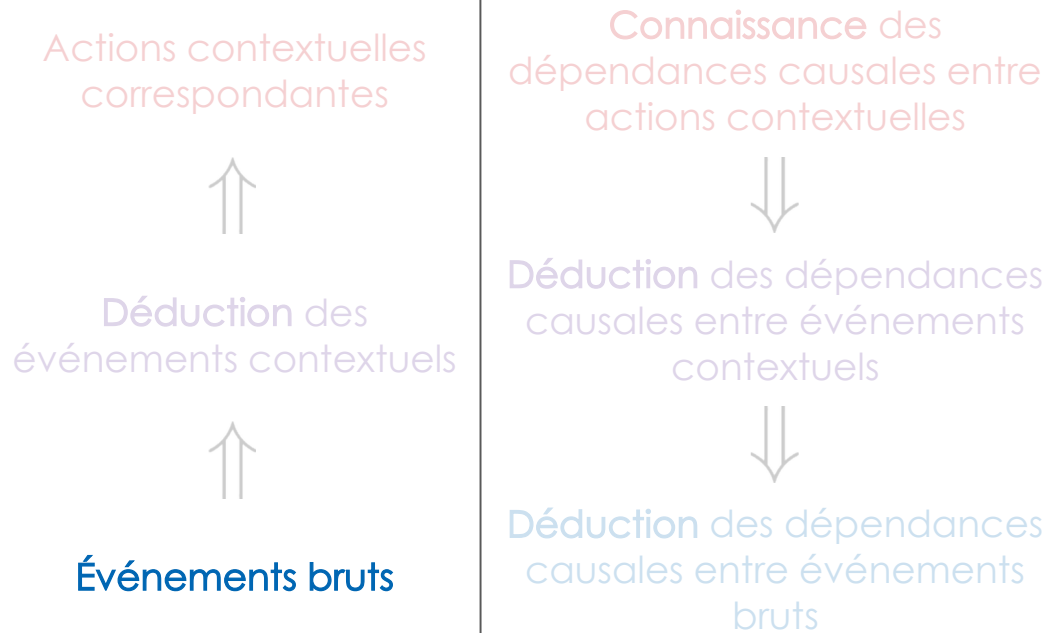 Actions contextuelles
correspondantes
Déduction des
événements contextuels
Événements bruts
Connaissance des
dépendances causales entre
actions contextuelles
Déduction des dépendances
causales entre événements
contextuels
Déduction des dépendances
causales entre événements
bruts